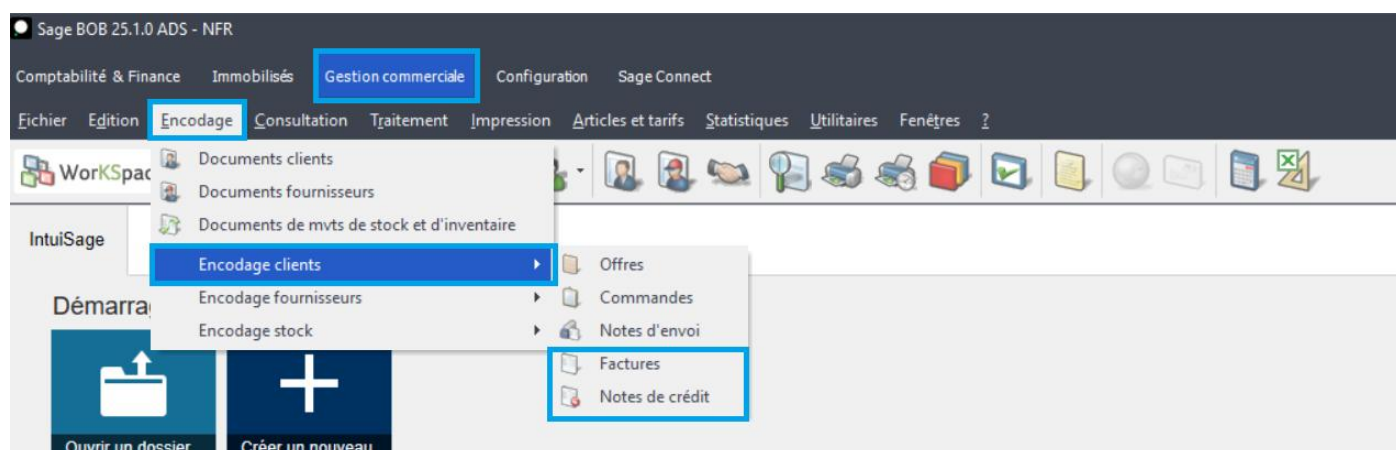 Sage BOB 25.1.0 ADS - NFR
Comptabilité & Finance Immobilisés Gestion commerciale Configuration Sage Connect
Fichier Edition Encodage Consultation Traitement Impression Articles et tarifs Statistiques Utilitaires Fenêtres ?
WorKSpac
Documents clients
Documents fournisseurs
Documents de mvts de stock et d'inventaire
IntuiSage
Encodage clients
Offres
Encodage fournisseurs
Commandes
Démarra
Encodage stock
Notes d'envoi
Factures
Notes de crédit
Ouvrir un dossier
Créer un nouveau